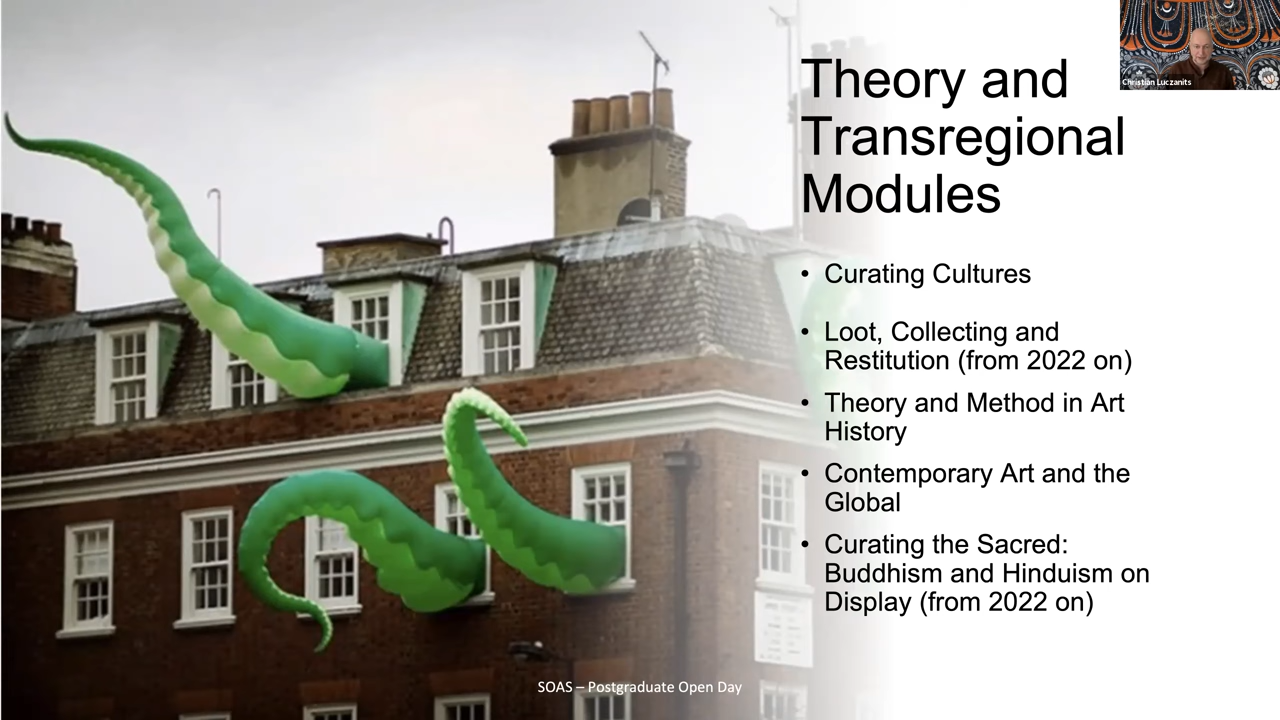 Theory and
Transregional
Modules
Christian Luczanits
• Curating Cultures
• Loot, Collecting and
Restitution (from 2022 on)
• Theory and Method in Art
History
• Contemporary Art and the
Global
• Curating the Sacred:
Buddhism and Hinduism on
Display (from 2022 on)
SOAS – Postgraduate Open Day